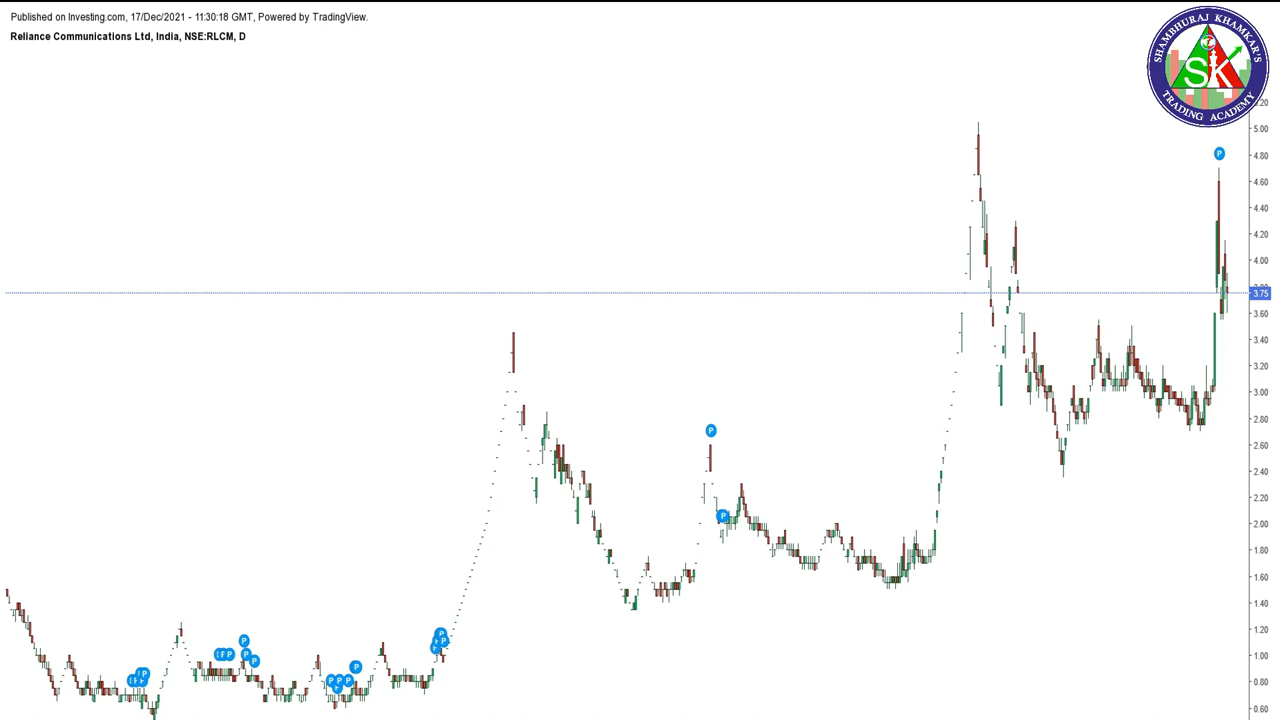 Published on Investing.com, 17/Dec/2021 - 11:30:18 GMT, Powered by TradingView.
Reliance Communications Ltd, India, NSE:RLCM, D
SHAMBHURAJ KHAMKAR'S
SK
TRADING ACADEMY
5.00
4.80
P
4.60
4.40
4.20
4.00
3.75
3.60
3.40
3.20
3.00
2.80
P
2.60
2.40
2.20
2.00
P
1.80
1.60
1.40
1.20
P
P
P
P
1.00
P
P
P
P
P
P
P
0.80
P
P
P
P
0.60